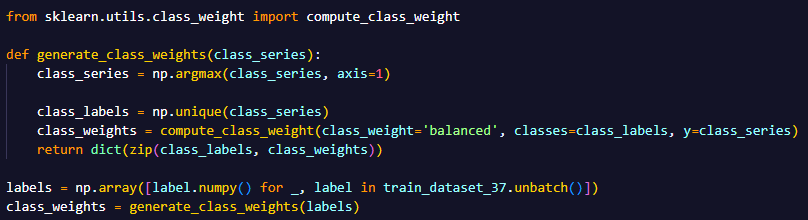 from sklearn.utils.class_weight import compute_class_weight
def generate_class_weights(class_series):
    class_series = np.argmax(class_series, axis=1)
    class_labels = np.unique(class_series)
    class_weights = compute_class_weight(class_weight='balanced', classes=class_labels, y=class_series)
    return dict(zip(class_labels, class_weights))
labels = np.array([label.numpy() for _, label in train_dataset_37.unbatch()])
class_weights = generate_class_weights(labels)